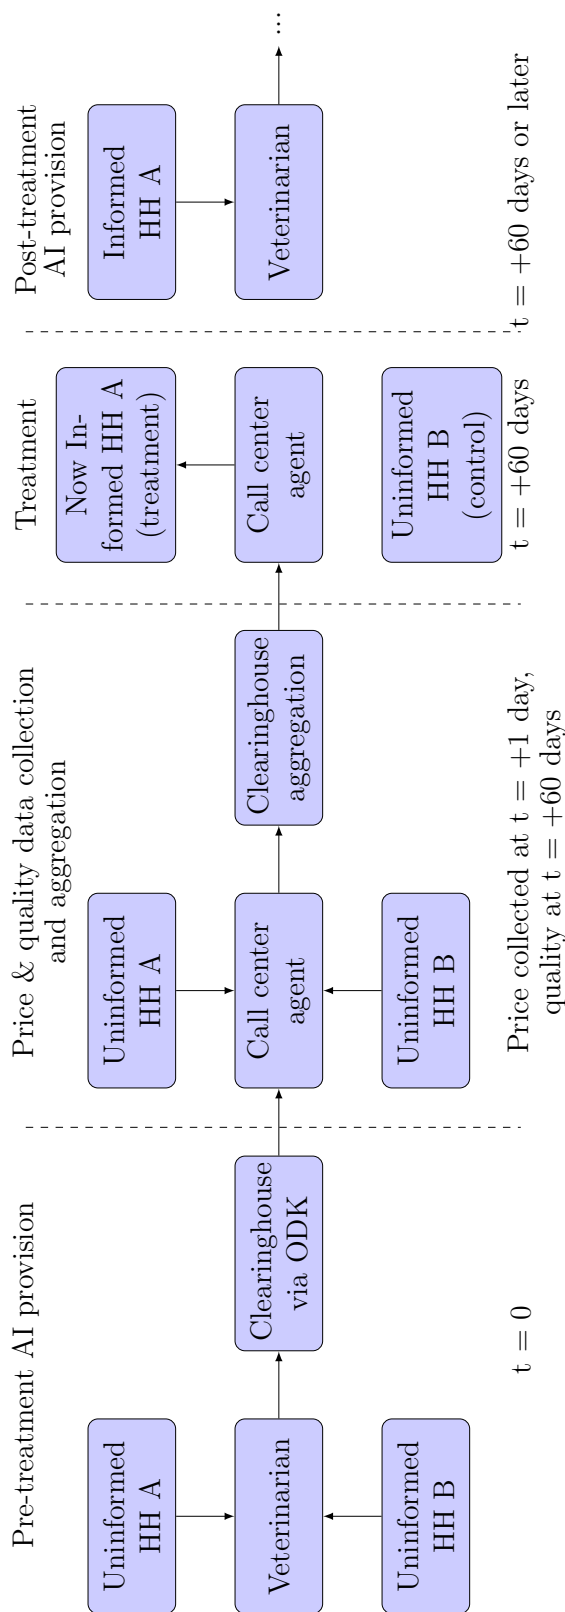 Pre-treatment AI provision
Uninformed
HH A
Veterinarian
Uninformed
HH B
Clearinghouse
via ODK
t = 0
Price & quality data collection
and aggregation
Uninformed
HH A
Call center
agent
Uninformed
HH B
Clearinghouse
aggregation
Price collected at t = +1 day,
quality at t = +60 days
Treatment
Now In-
formed HH A
(treatment)
Call center
agent
Uninformed
HH B
(control)
t = +60 days
Post-treatment
AI provision
Informed
HH A
Veterinarian
...
t = +60 days or later